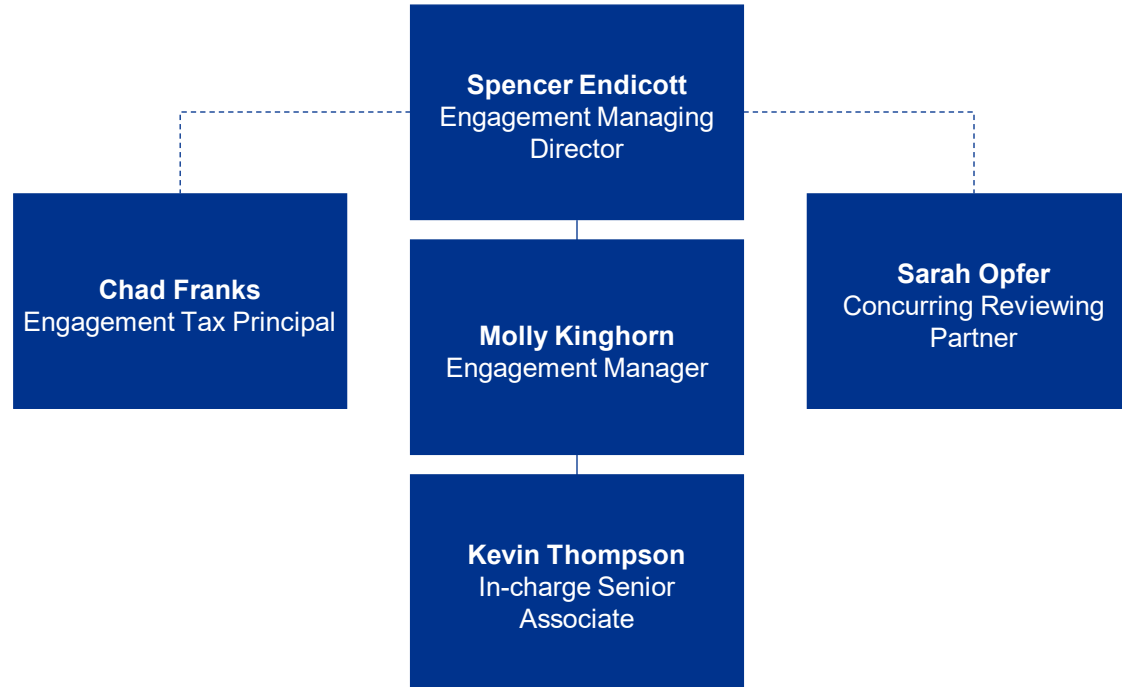 Spencer Endicott
Engagement Managing
Director
Chad Franks
Engagement Tax Principal
Sarah Opfer
Concurring Reviewing
Partner
Molly Kinghorn
Engagement Manager
Kevin Thompson
In-charge Senior
Associate